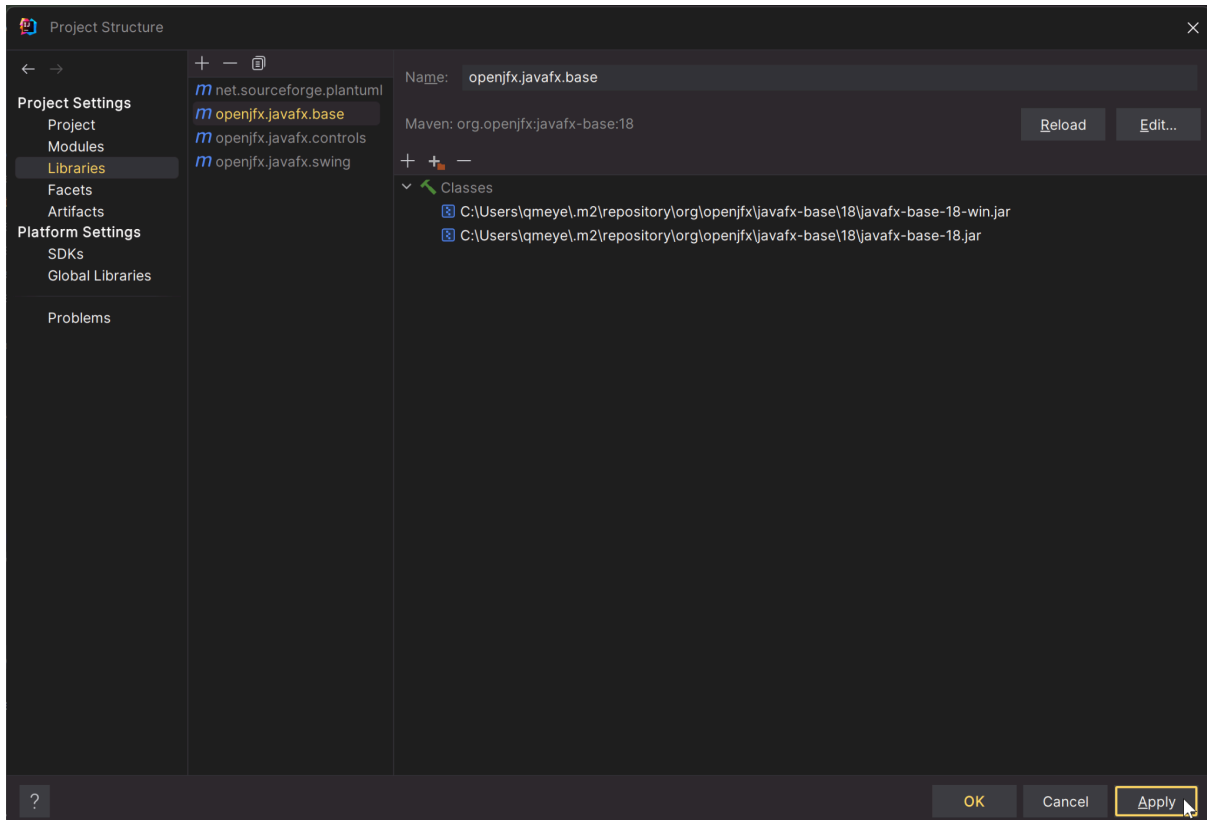 Project Structure
Project Settings
Project
Modules
Libraries
Facets
Artifacts
Platform Settings
SDKs
Global Libraries
Problems
net.sourceforge.plantuml
openjfx.javafx.base
openjfx.javafx.controls
openjfx.javafx.swing
Name: openjfx.javafx.base
Maven: org.openjfx:javafx-base:18
Reload Edit...
Classes
C:\Users\qmeye\.m2\repository\org\openjfx\javafx-base\18\javafx-base-18-win.jar
C:\Users\qmeye\.m2\repository\org\openjfx\javafx-base\18\javafx-base-18.jar
? OK Cancel Apply